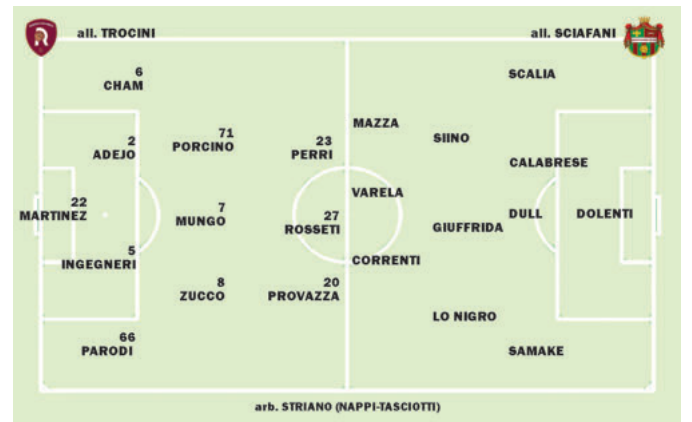 all. TROCINI
all. SCIAFANI
6
CHAM
2
ADEJO
22
MARTINEZ
5
INGEGNERI
66
PARODI
71
PORCINO
7
MUNGO
8
ZUCCO
23
PERRI
27
ROSSETI
20
PROVAZZA
MAZZA
VARELA
CORRENTI
SIINO
GIUFFRIDA
LO NIGRO
SCALIA
CALABRESE
DULL
SAMAKE
DOLENTI
arb. STRIANO (NAPPI-TASCIOTTI)